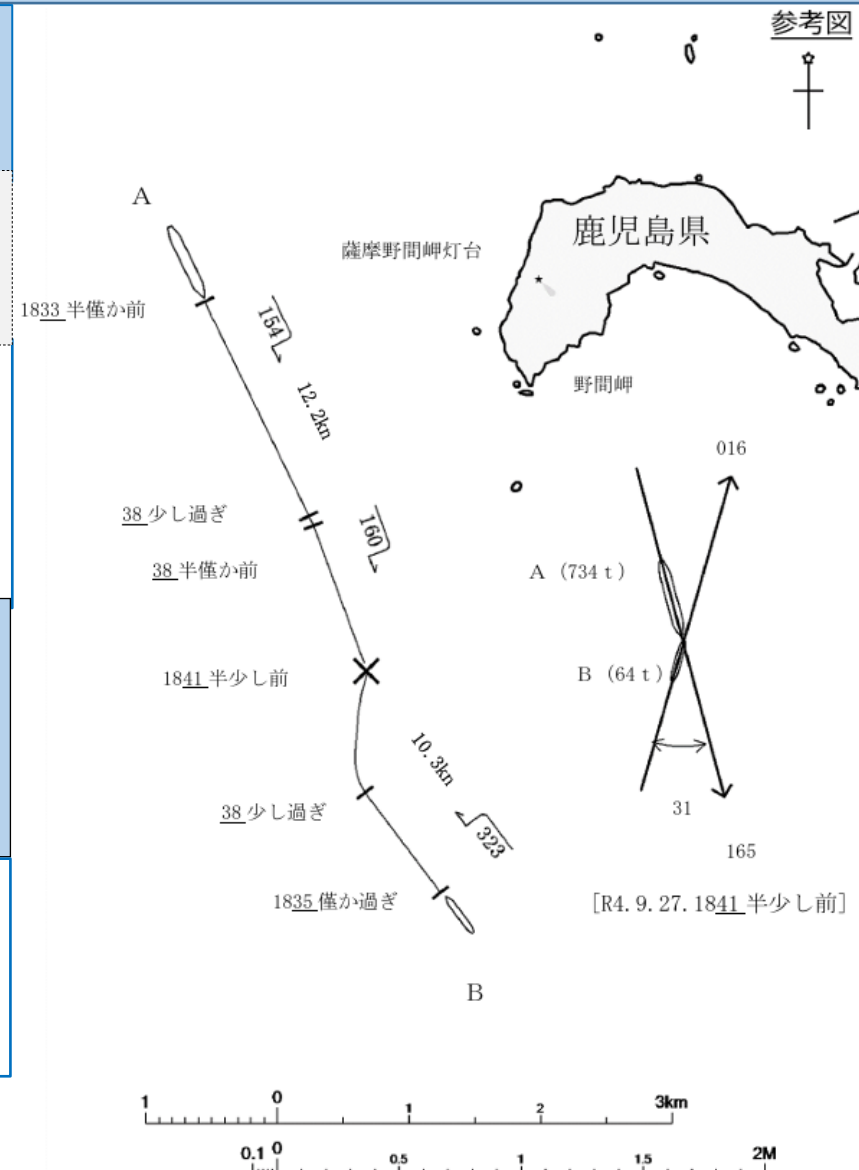 参考図
A
鹿児島県
薩摩野間岬灯台
1833 半僅か前
154
12.2kn
野間岬
016
38 少し過ぎ
160
38 半僅か前
A (734ｔ)
1841 半少し前
B (64ｔ)
10.3kn
38 少し過ぎ
31
323
165
1835 僅か過ぎ
[R4.9.27.1841 半少し前]
B
1 0 1 2 3km
0.1 0 0.5 1 1.5 2M